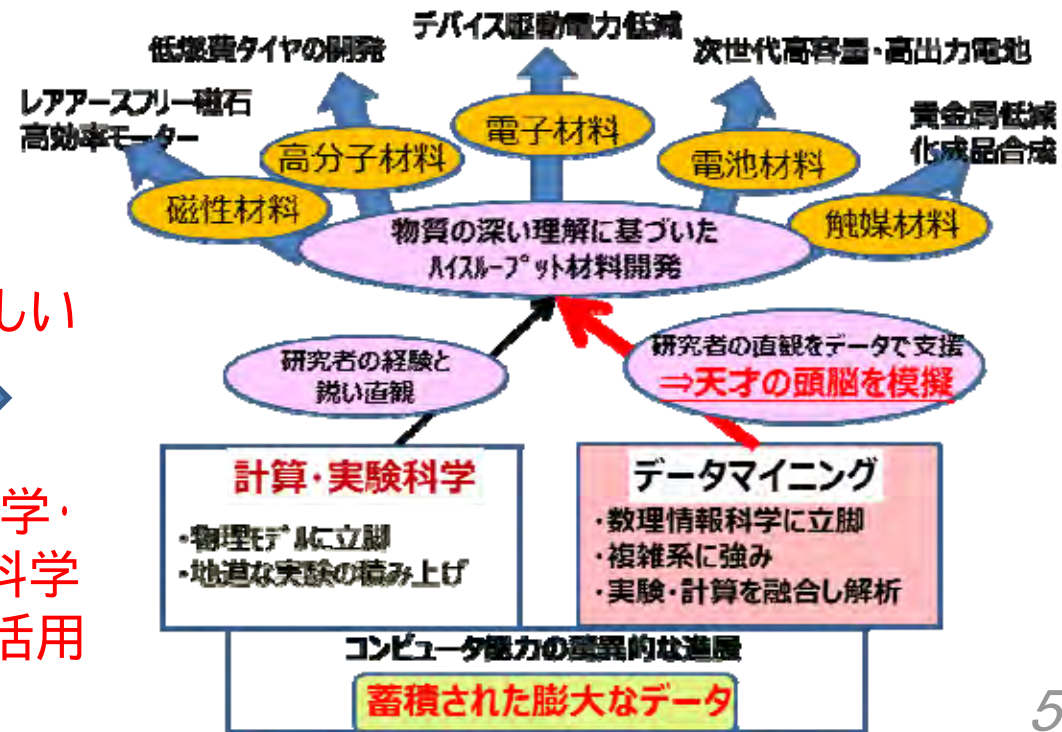 デバイス駆動電力低減
低燃費タイヤの開発
次世代高容量・高出力電池
レアアースフリー磁石
高効率モーター
貴金属低減
化成品合成
電子材料
高分子材料
電池材料
磁性材料
触媒材料
物質の深い理解に基づいた
ﾊｲｽﾙｰﾌﾟｯﾄ材料開発
しい
研究者の経験と
鋭い直観
研究者の直観をデータで支援
⇒天才の頭脳を模擬
計算・実験科学
・物理ﾓﾃﾞﾙに立脚
・地道な実験の積み上げ
データマイニング
・数理情報科学に立脚
・複雑系に強み
・実験・計算を融合し解析
学・
科学
活用
コンピュータ能力の驚異的な進展
蓄積された膨大なデータ
5